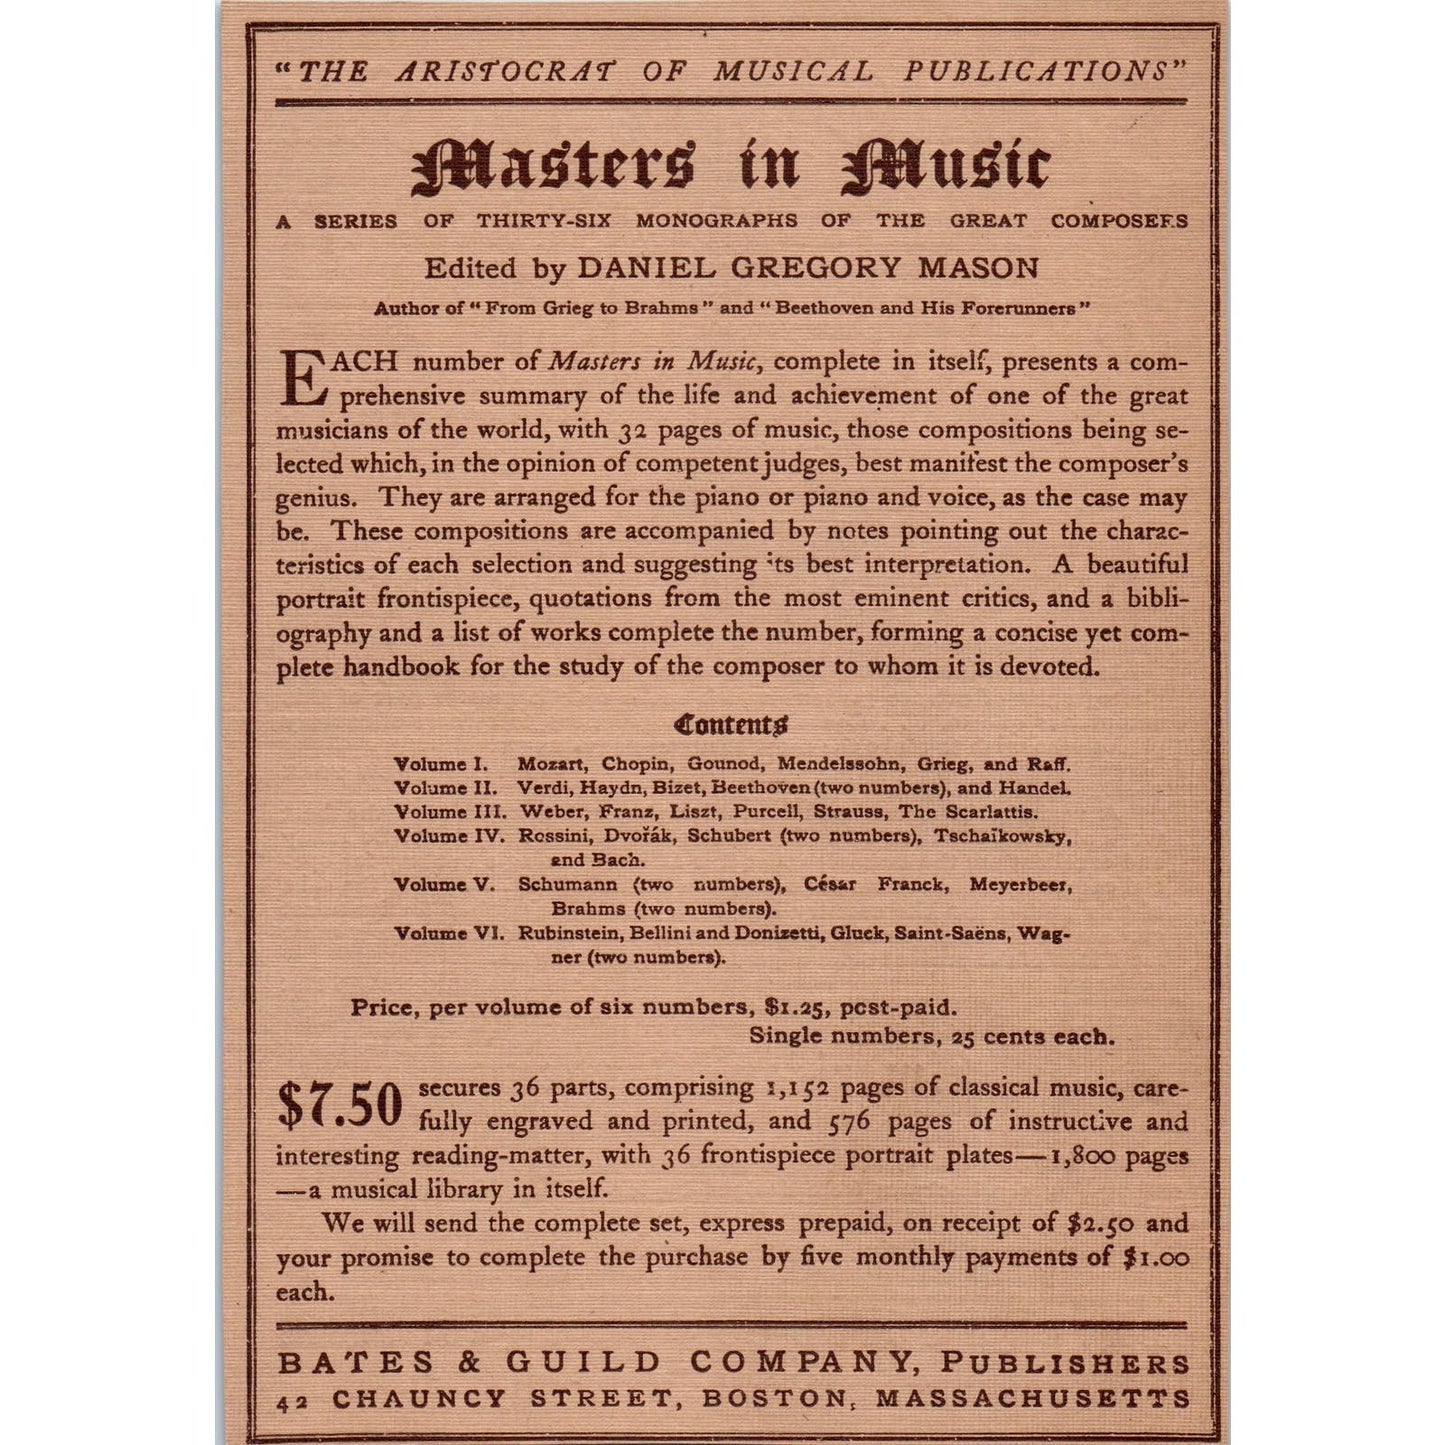 "THE ARISTOCRAT OF MUSICAL PUBLICATIONS"
Masters in Music
A SERIES OF THIRTY-SIX MONOGRAPHS OF THE GREAT COMPOSERS
Edited by DANIEL GREGORY MASON
Author of "From Grieg to Brahms" and "Beethoven and His Forerunners"
EACH number of Masters in Music, complete in itself, presents a com-
prehensive summary of the life and achievement of one of the great
musicians of the world, with 32 pages of music, those compositions being se-
lected which, in the opinion of competent judges, best manifest the composer's
genius. They are arranged for the piano or piano and voice, as the case may
be. These compositions are accompanied by notes pointing out the charac-
teristics of each selection and suggesting its best interpretation. A beautiful
portrait frontispiece, quotations from the most eminent critics, and a bibli-
ography and a list of works complete the number, forming a concise yet com-
plete handbook for the study of the composer to whom it is devoted.
Contents
Volume I. Mozart, Chopin, Gounod, Mendelssohn, Grieg, and Raff.
Volume II. Verdi, Haydn, Bizet, Beethoven (two numbers), and Handel.
Volume III. Weber, Franz, Liszt, Purcell, Strauss, The Scarlattis.
Volume IV. Rossini, Dvořák, Schubert (two numbers), Tschaïkowsky,
and Bach.
Volume V. Schumann (two numbers), César Franck, Meyerbeer,
Brahms (two numbers).
Volume VI. Rubinstein, Bellini and Donizetti, Gluck, Saint-Saëns, Wag-
ner (two numbers).
Price, per volume of six numbers, $1.25, post-paid.
Single numbers, 25 cents each.
$7.50 secures 36 parts, comprising 1,152 pages of classical music, care-
fully engraved and printed, and 576 pages of instructive and
interesting reading-matter, with 36 frontispiece portrait plates—1,800 pages
—a musical library in itself.
We will send the complete set, express prepaid, on receipt of $2.50 and
your promise to complete the purchase by five monthly payments of $1.00
each.
BATES & GUILD COMPANY, PUBLISHERS
42 CHAUNCY STREET, BOSTON, MASSACHUSETTS